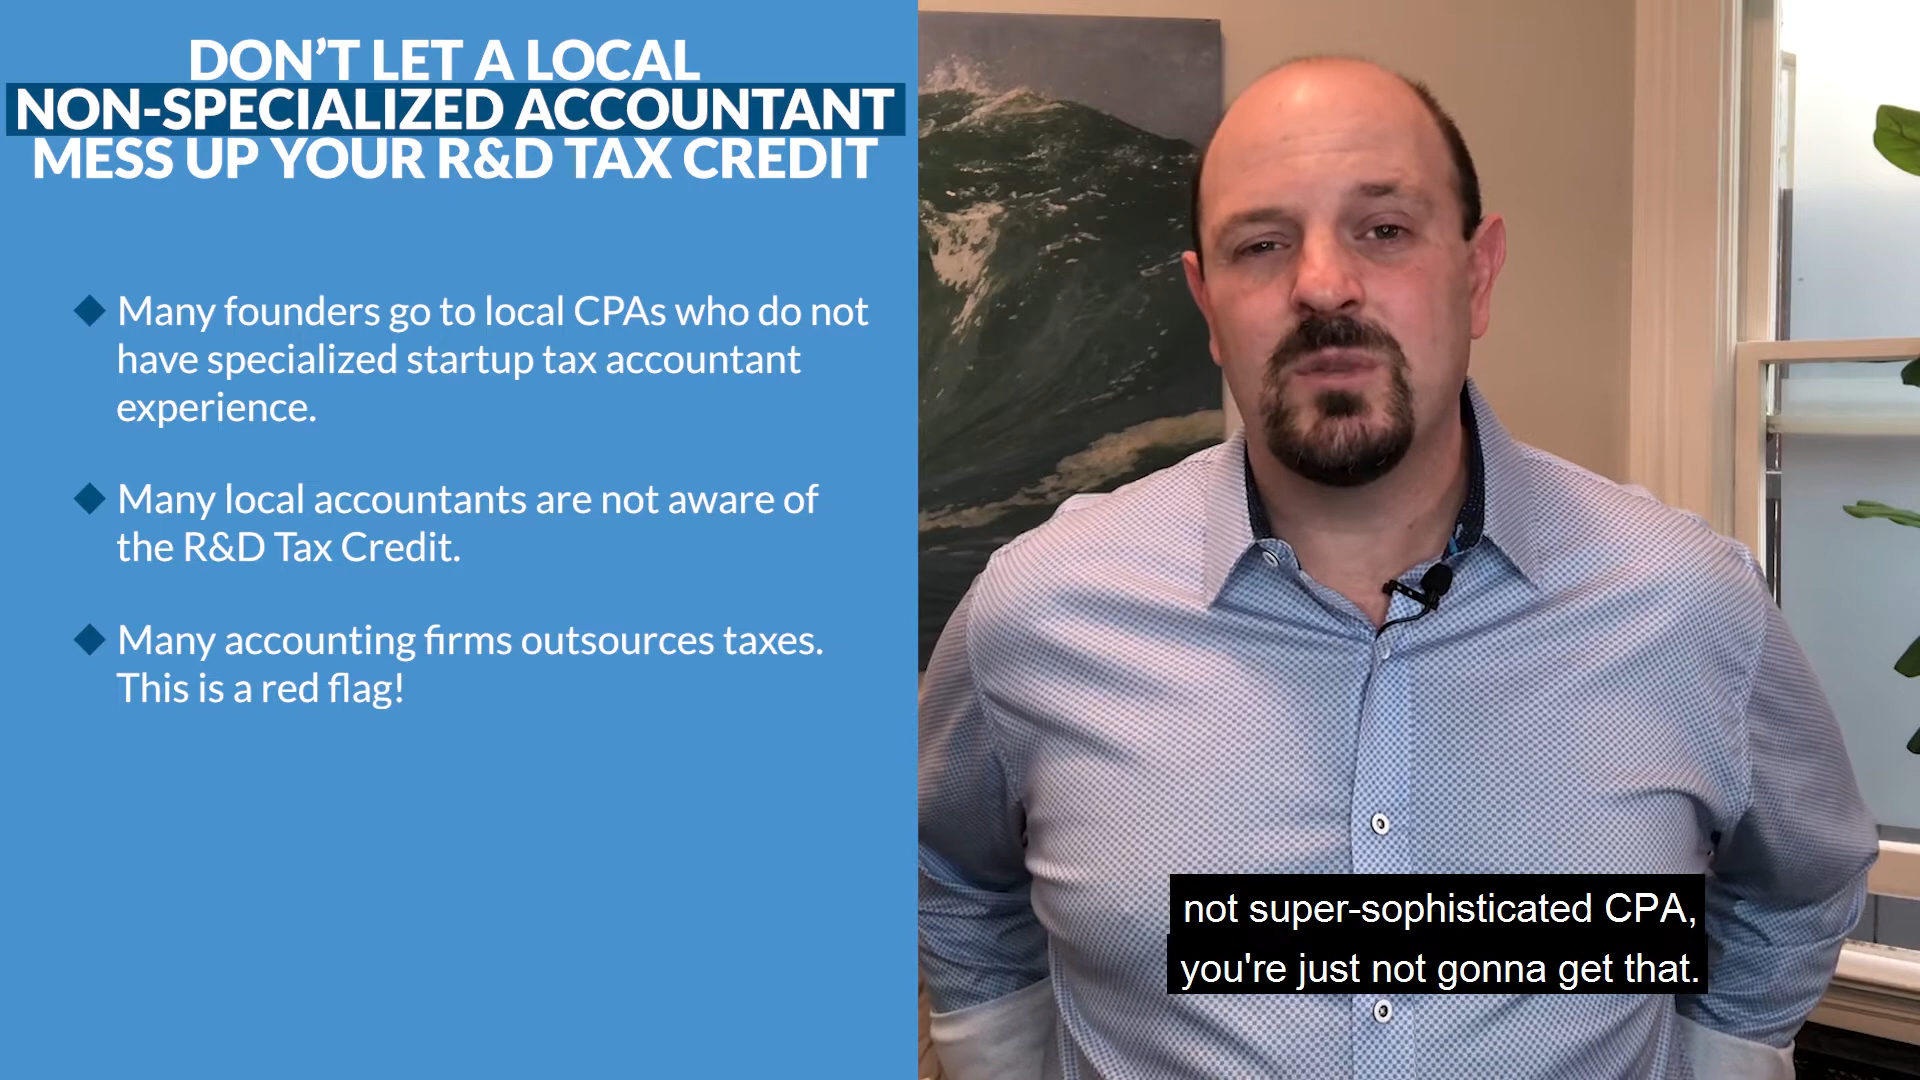 DON'T LET A LOCAL
NON-SPECIALIZED ACCOUNTANT
MESS UP YOUR R&D TAX CREDIT
Many founders go to local CPAs who do not
have specialized startup tax accountant
experience.
Many local accountants are not aware of
the R&D Tax Credit.
Many accounting firms outsources taxes.
This is a red flag!
not super-sophisticated CPA,
you're just not gonna get that.